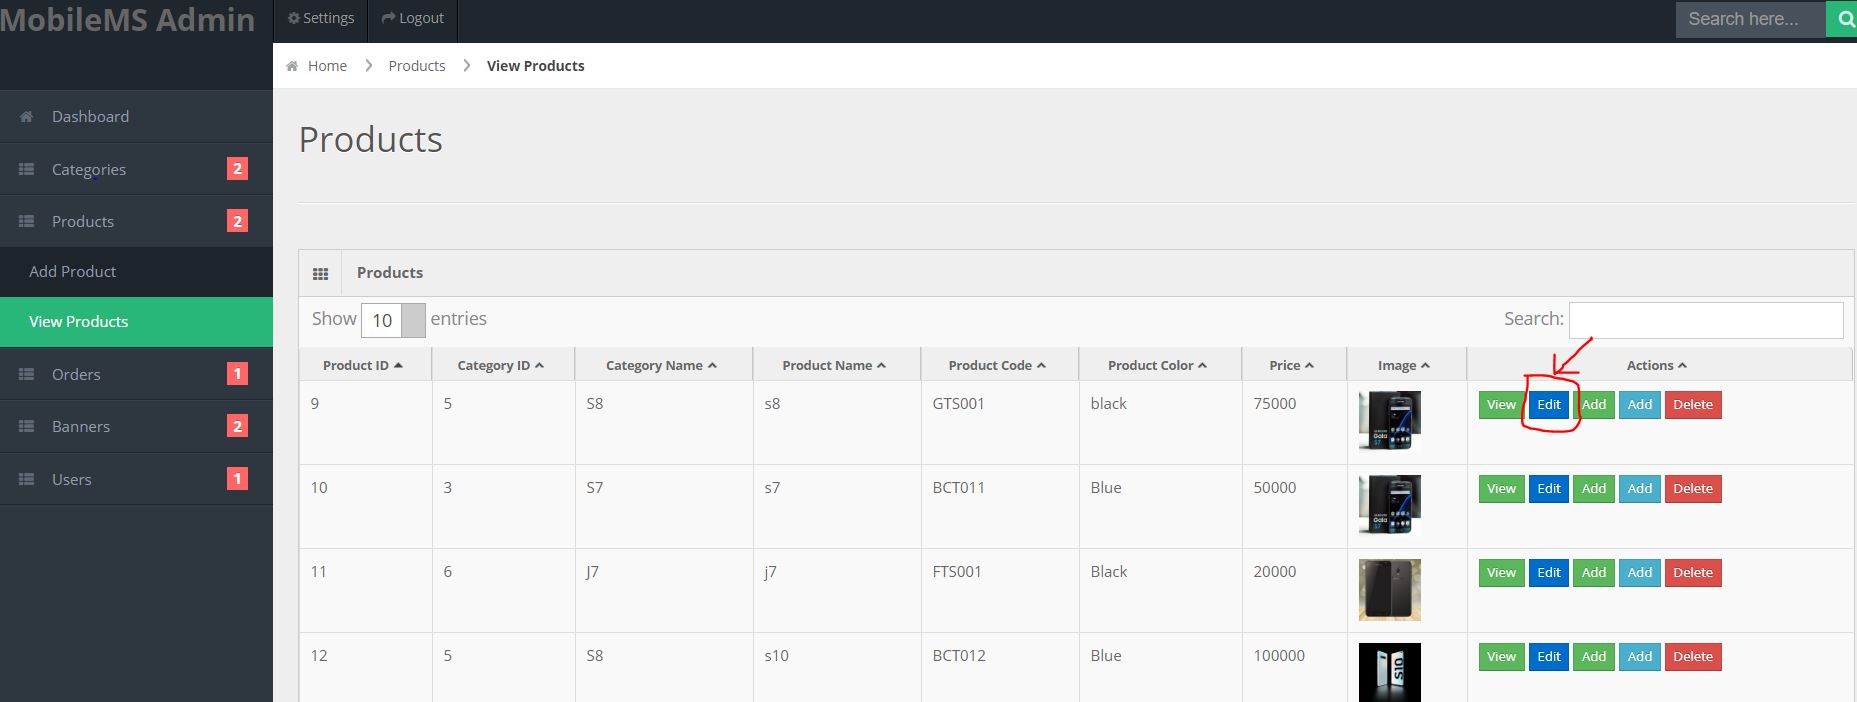 MobileMS Admin
Settings
Logout
Search here...
Home
Products
View Products
Dashboard
Categories 2
Products 2
Add Product
View Products
Orders 1
Banners 2
Users 1
Products
Products
Show 10 entries
Search:
Product ID Category ID Category Name Product Name Product Code Product Color Price Image Actions
9 5 S8 s8 GTS001 black 75000 View Edit Add Add Delete
10 3 S7 s7 BCT011 Blue 50000 View Edit Add Add Delete
11 6 J7 j7 FTS001 Black 20000 View Edit Add Add Delete
12 5 S8 s10 BCT012 Blue 100000 S10 View Edit Add Add Delete